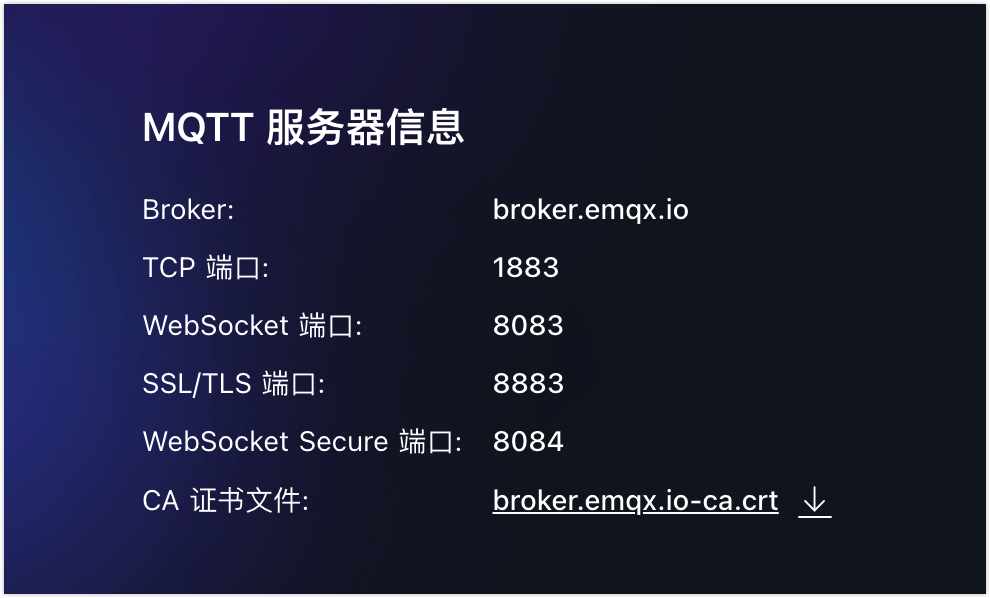 MQTT 服务器信息
Broker: broker.emqx.io
TCP 端口: 1883
WebSocket 端口: 8083
SSL/TLS 端口: 8883
WebSocket Secure 端口: 8084
CA 证书文件: broker.emqx.io-ca.crt